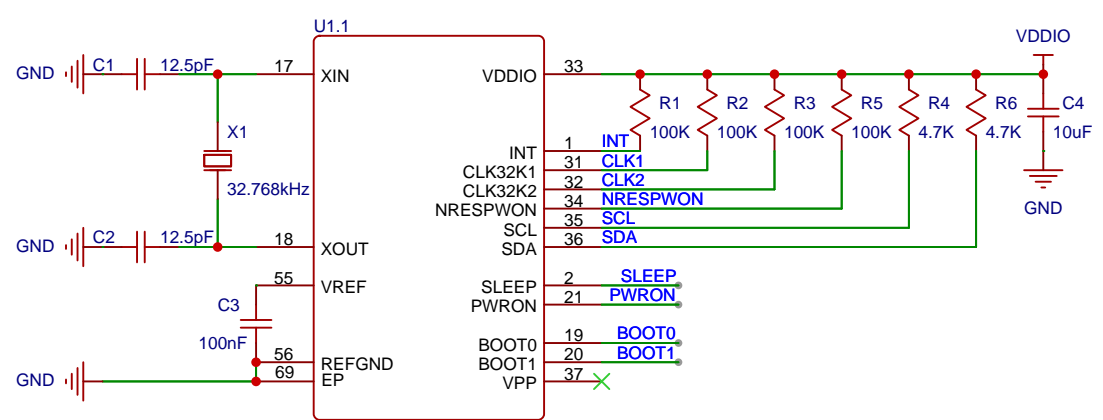 U1.1
VDDIO
GND C1 12.5pF 17 XIN VDDIO 33
R1 R2 R3 R5 R4 R6 C4
100K 100K 100K 100K 4.7K 4.7K 10uF
X1
INT 1 INT
CLK32K1 31 CLK1
32.768kHz CLK32K2 32 CLK2
NRESPWON 34 NRESPWON
GND
SCL 35 SCL
GND C2 12.5pF 18 XOUT SDA 36 SDA
55 VREF SLEEP 2 SLEEP
C3 PWRON 21 PWRON
100nF BOOT0 19 BOOT0
56 REFGND BOOT1 20 BOOT1
GND 69 EP VPP 37